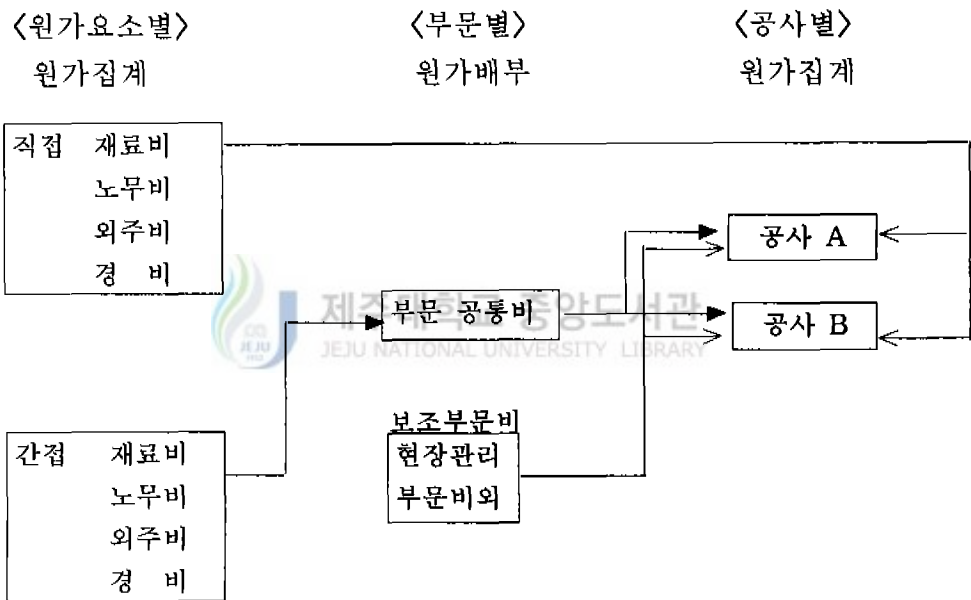 〈원가요소별〉 〈부문별〉 〈공사별〉
원가집계 원가배부 원가집계
직접 재료비
노무비
외주비
경 비
공사 A
부문 공통비
공사 B
제주대학교 중앙도서관
JEJU NATIONAL UNIVERSITY LIBRARY
JEJU
1952
보조부문비
현장관리
부문비외
간접 재료비
노무비
외주비
경 비